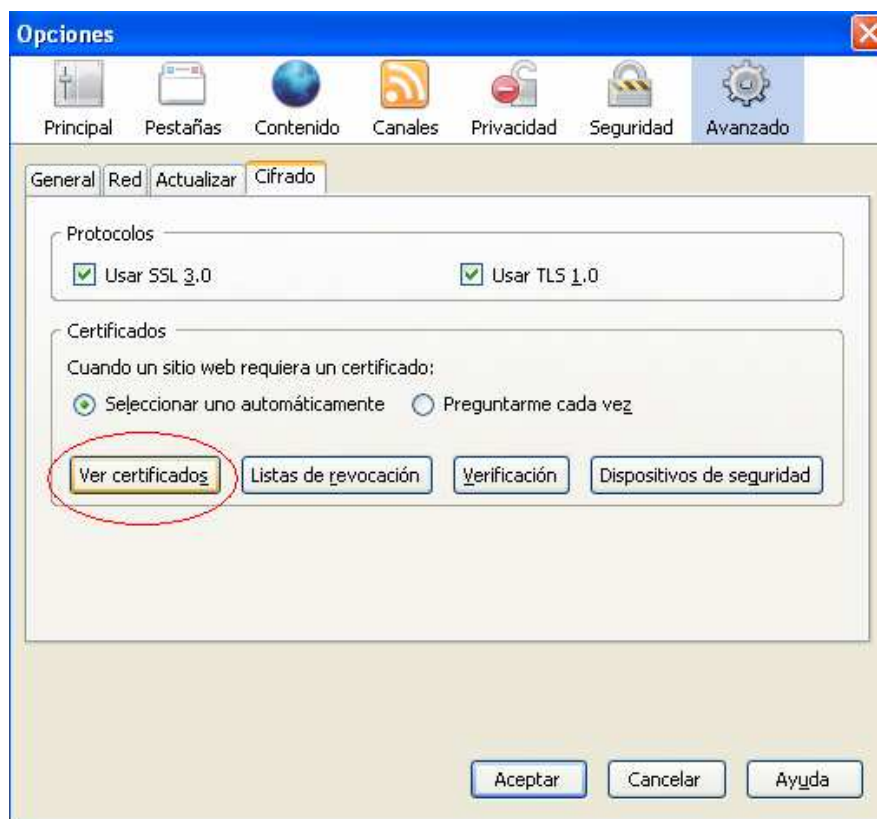 Opciones
Principal Pestañas Contenido Canales Privacidad Seguridad Avanzado
General Red Actualizar Cifrado
Protocolos
Usar SSL 3.0 Usar TLS 1.0
Certificados
Cuando un sitio web requiera un certificado:
Seleccionar uno automáticamente Preguntarme cada vez
Ver certificados Listas de revocación Verificación Dispositivos de seguridad
Aceptar Cancelar Ayuda